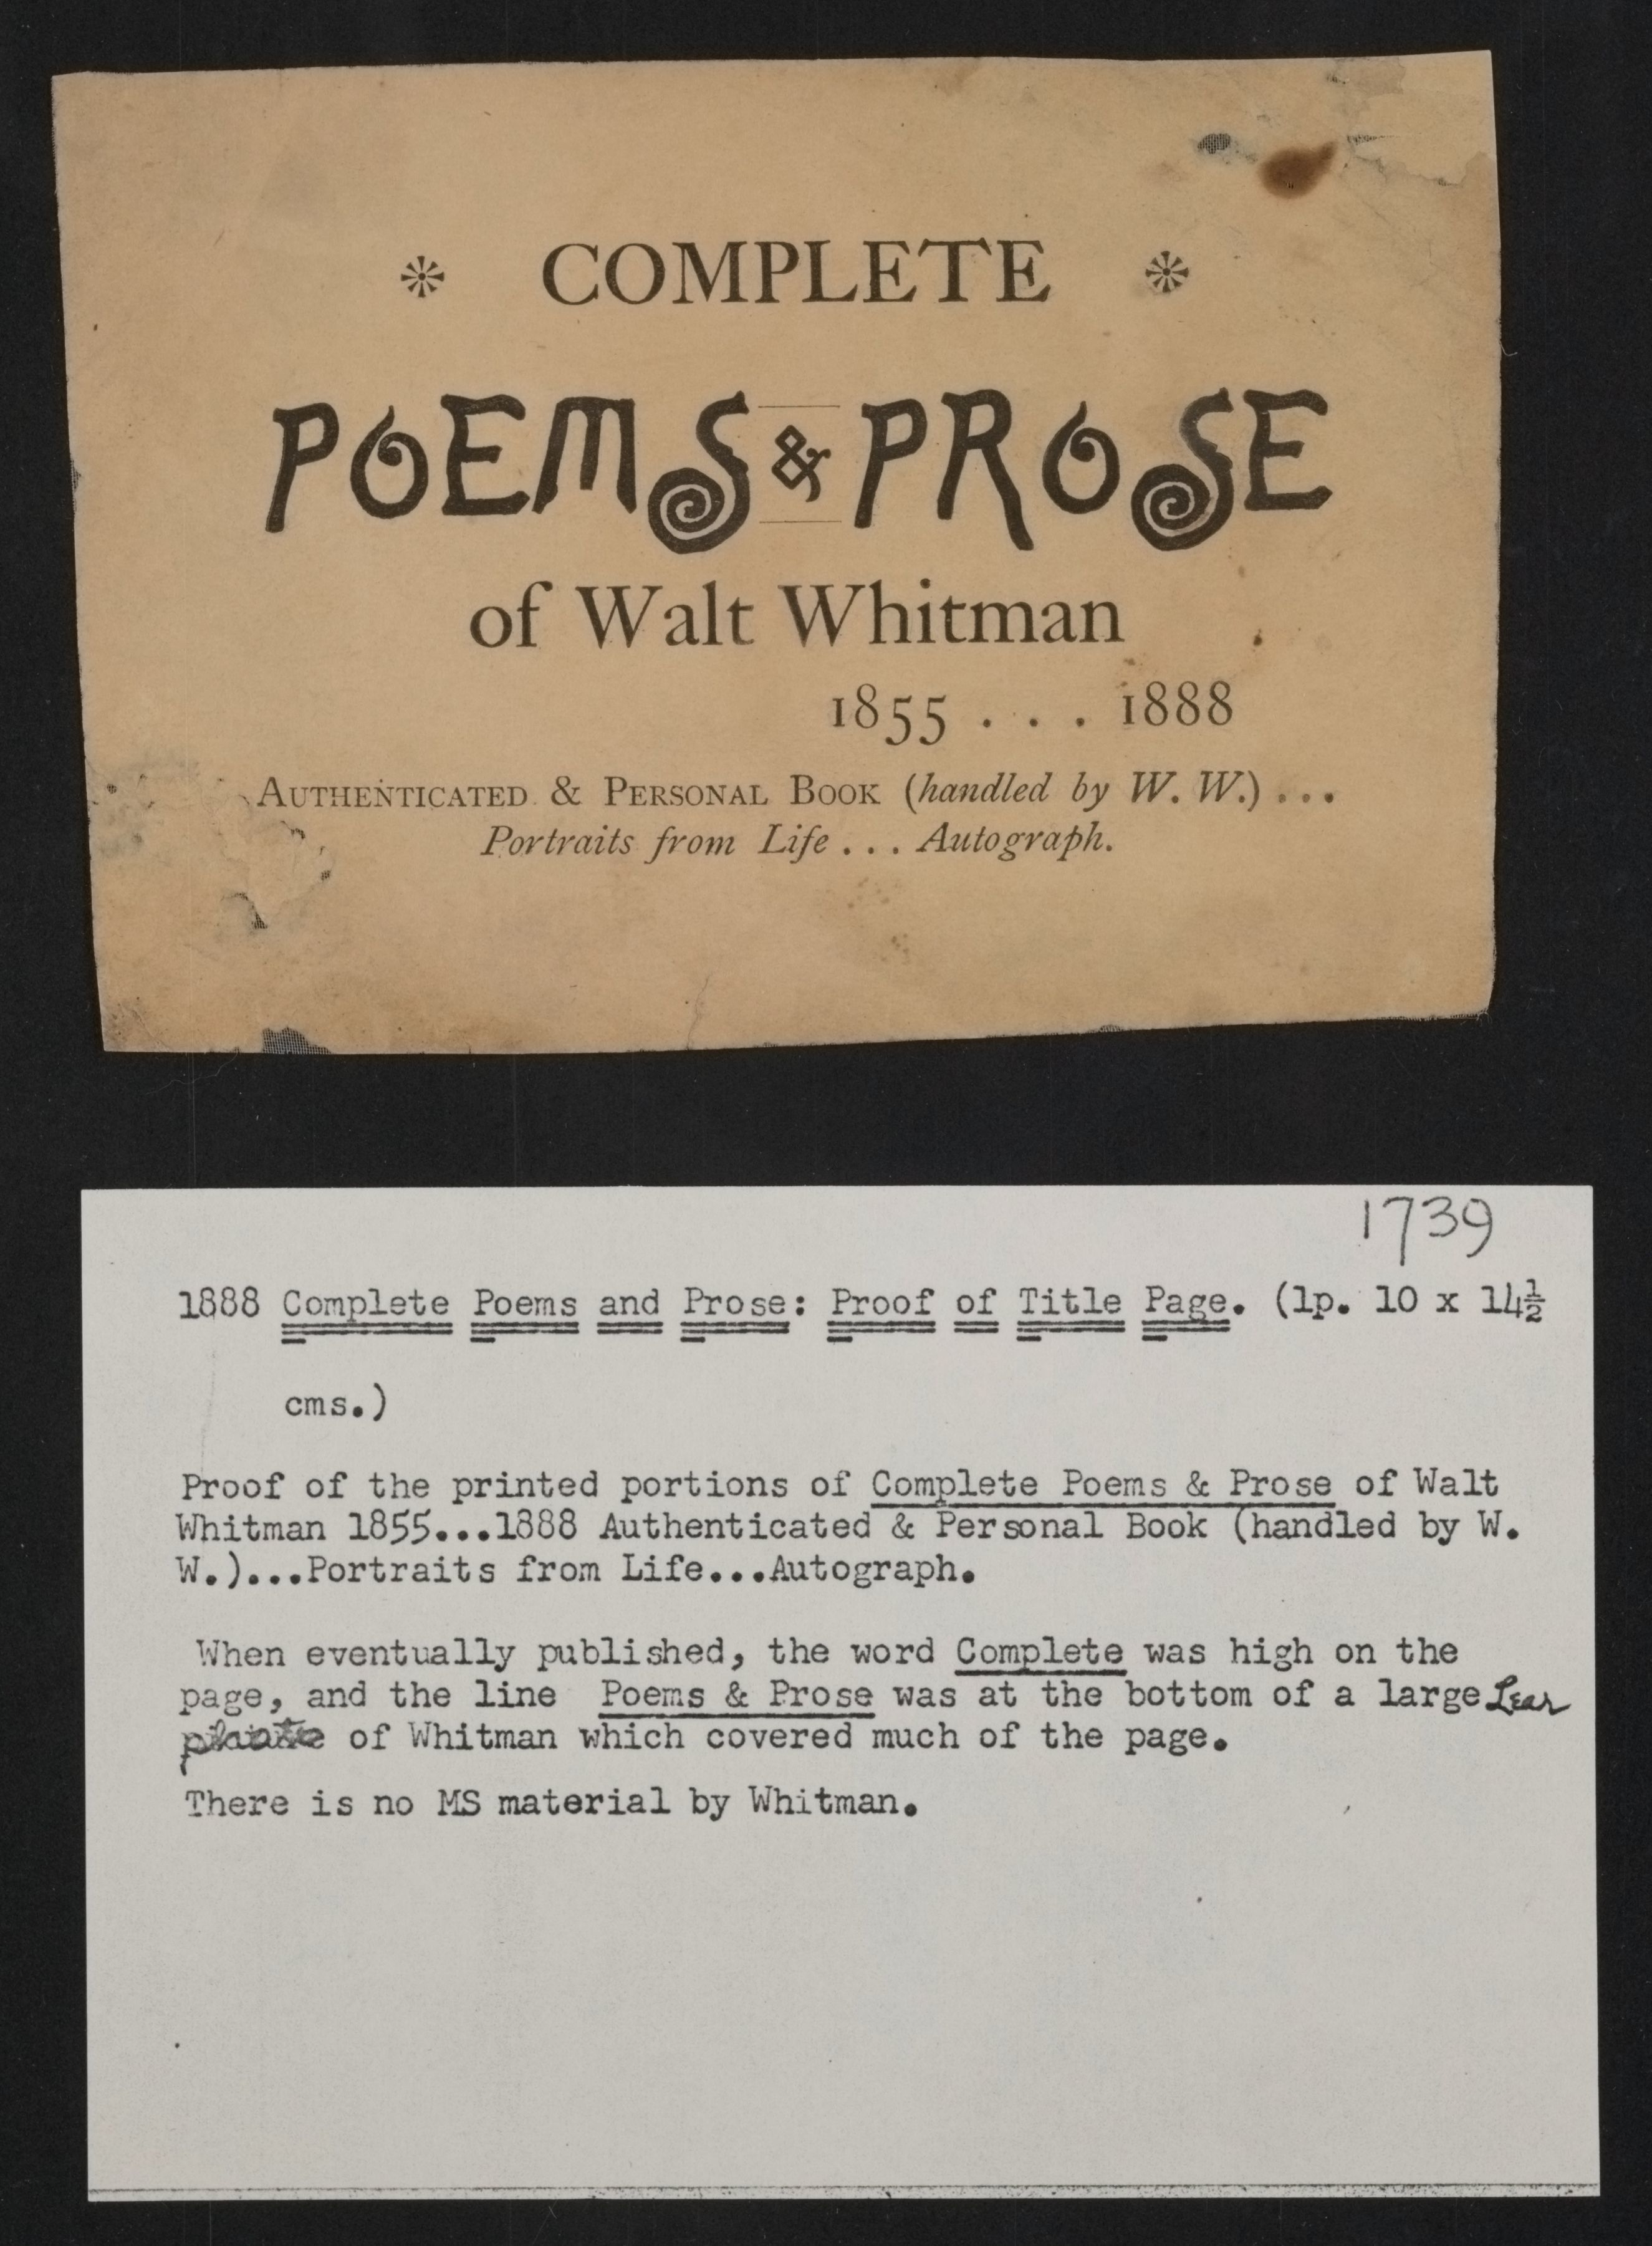 COMPLETE
POEMS & PROSE
of Walt Whitman
1855 . . . 1888
AUTHENTICATED & PERSONAL BOOK (handled by W. W.) . . .
Portraits from Life . . . Autograph.
1739
1888 Complete Poems and Prose: Proof of Title Page. (1p. 10 x 14½
cms.)
Proof of the printed portions of Complete Poems & Prose of Walt
Whitman 1855...1888 Authenticated & Personal Book (handled by W.
W.)...Portraits from Life...Autograph.
When eventually published, the word Complete was high on the
page, and the line Poems & Prose was at the bottom of a large
of Whitman which covered much of the page.
There is no MS material by Whitman.